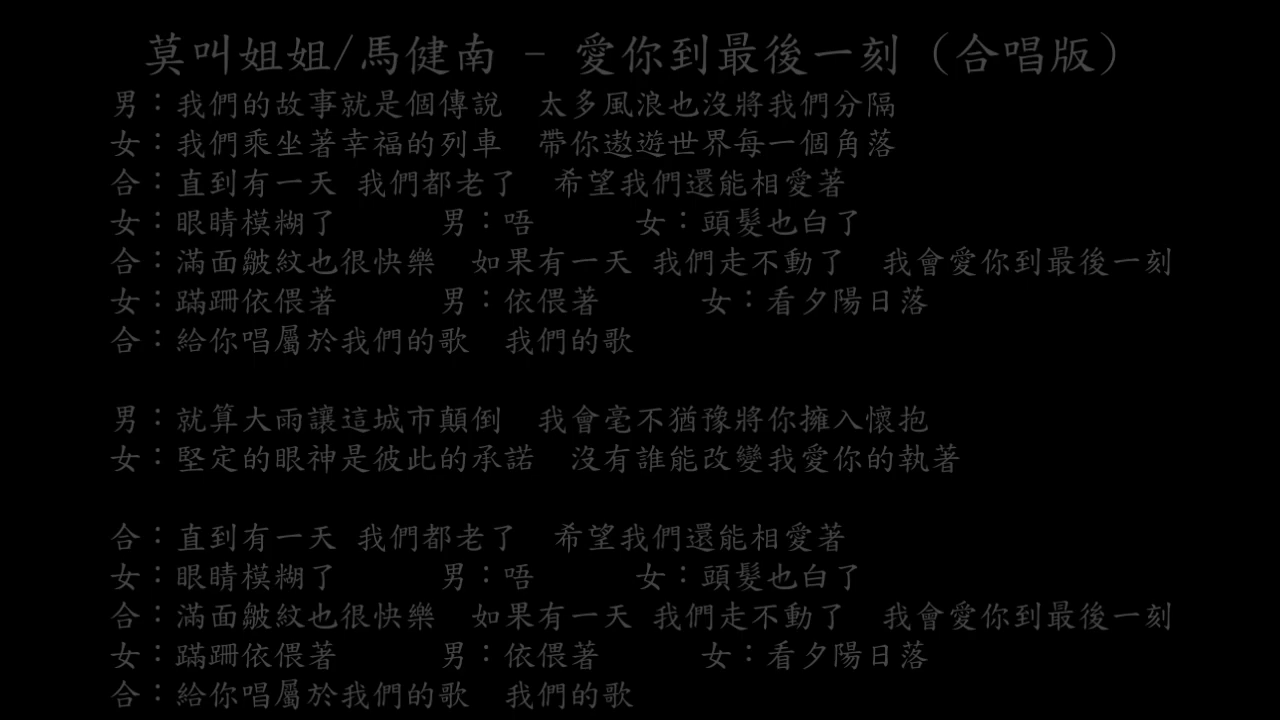 莫叫姐姐/馬健南 - 愛你到最後一刻 (合唱版)
男：我們的故事就是個傳說　太多風浪也沒將我們分隔
女：我們乘坐著幸福的列車　帶你遨遊世界每一個角落
合：直到有一天 我們都老了　希望我們還能相愛著
女：眼睛模糊了　　　男：唔　　　女：頭髮也白了
合：滿面皺紋也很快樂　如果有一天 我們走不動了　我會愛你到最後一刻
女：蹣跚依偎著　　　男：依偎著　　　女：看夕陽日落
合：給你唱屬於我們的歌　我們的歌
男：就算大雨讓這城市顛倒　我會毫不猶豫將你擁入懷抱
女：堅定的眼神是彼此的承諾　沒有誰能改變我愛你的執著
合：直到有一天 我們都老了　希望我們還能相愛著
女：眼睛模糊了　　　男：唔　　　女：頭髮也白了
合：滿面皺紋也很快樂　如果有一天 我們走不動了　我會愛你到最後一刻
女：蹣跚依偎著　　　男：依偎著　　　女：看夕陽日落
合：給你唱屬於我們的歌　我們的歌